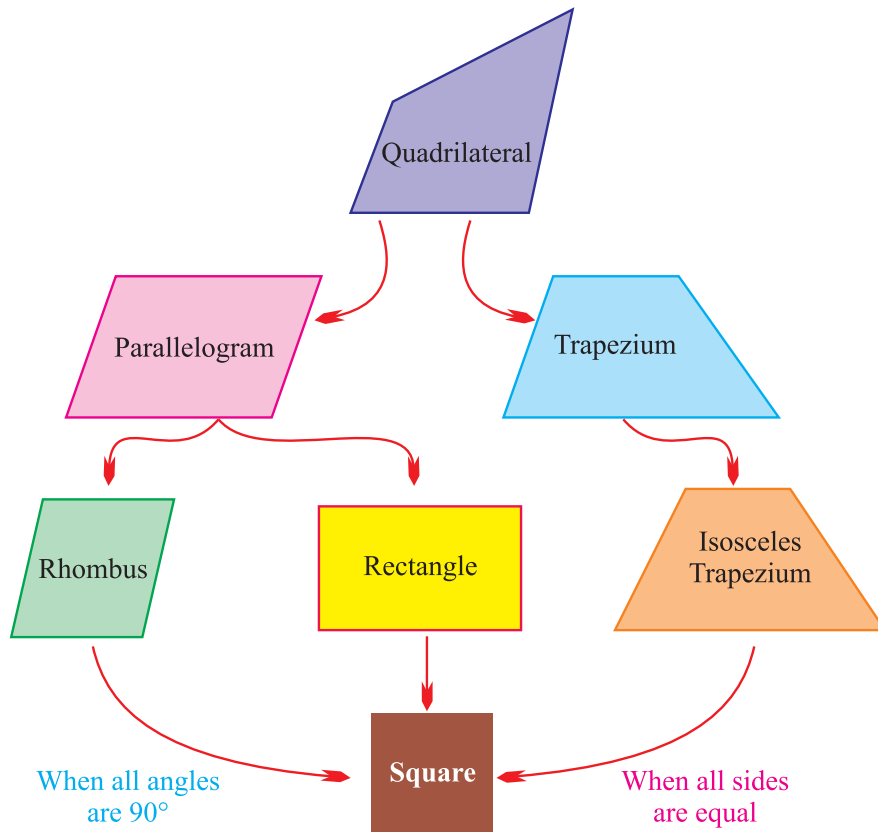 Quadrilateral
Parallelogram
Trapezium
Rhombus
Rectangle
Isosceles
Trapezium
Square
When all angles
are 90°
When all sides
are equal